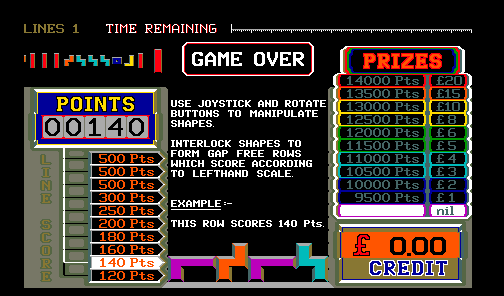 LINES 1 TIME REMAINING
GAME OVER
POINTS
00140
LINE SCORE
500 Pts
500 Pts
500 Pts
300 Pts
250 Pts
200 Pts
180 Pts
160 Pts
140 Pts
120 Pts
USE JOYSTICK AND ROTATE
BUTTONS TO MANIPULATE
SHAPES.
INTERLOCK SHAPES TO
FORM GAP FREE ROWS
WHICH SCORE ACCORDING
TO LEFTHAND SCALE.
EXAMPLE:-
THIS ROW SCORES 140 Pts.
PRIZES
14000 Pts £20
13500 Pts £15
13000 Pts £10
12500 Pts £8
12000 Pts £6
11500 Pts £5
11000 Pts £4
10500 Pts £3
10000 Pts £2
9500 Pts £1
nil
£ 0.00
CREDIT